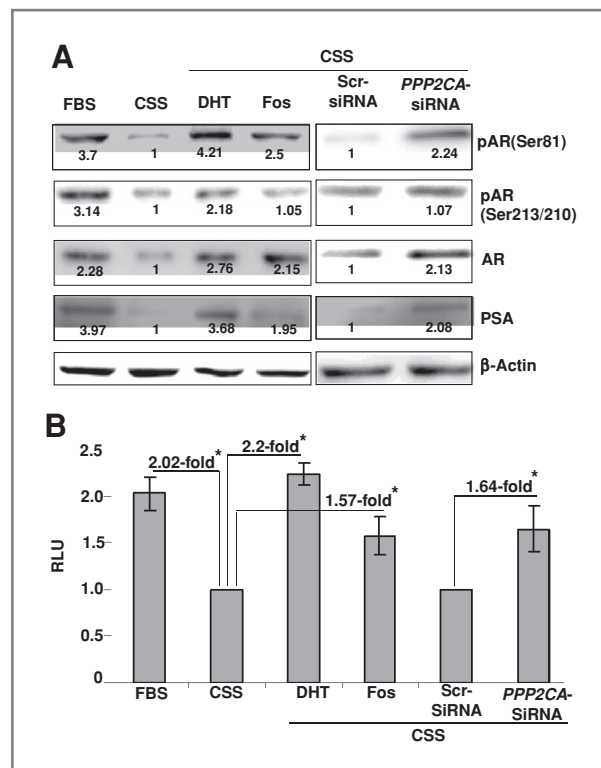 A
CSS
FBS CSS DHT Fos Scr-siRNA PPP2CA-siRNA
3.7 1 4.21 2.5 1 2.24 pAR(Ser81)
3.14 1 2.18 1.05 1 1.07 pAR (Ser213/210)
2.28 1 2.76 2.15 1 2.13 AR
3.97 1 3.68 1.95 1 2.08 PSA
β-Actin
B
2.5
2.0
1.5
1.0
0.5
0
RLU
2.02-fold*
2.2-fold*
1.57-fold*
1.64-fold*
FBS CSS DHT Fos Scr-SiRNA PPP2CA-SiRNA
CSS